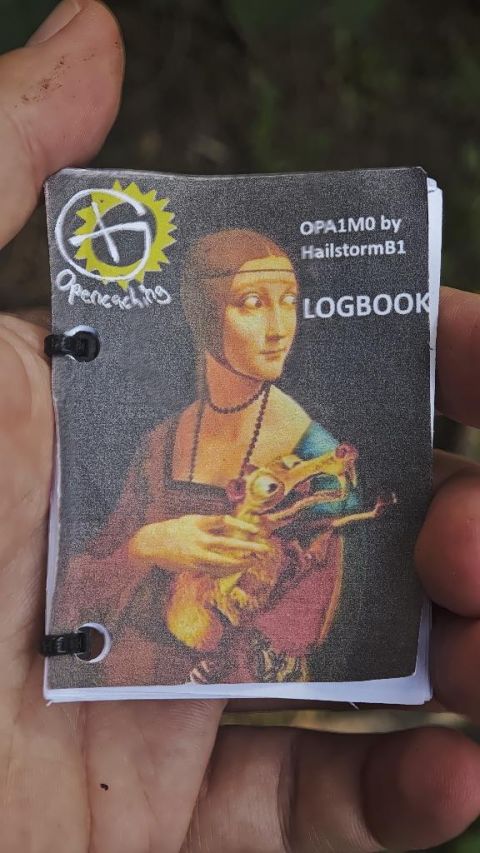 Opencaching
OPA1M0 by
HailstormB1
LOGBOOK